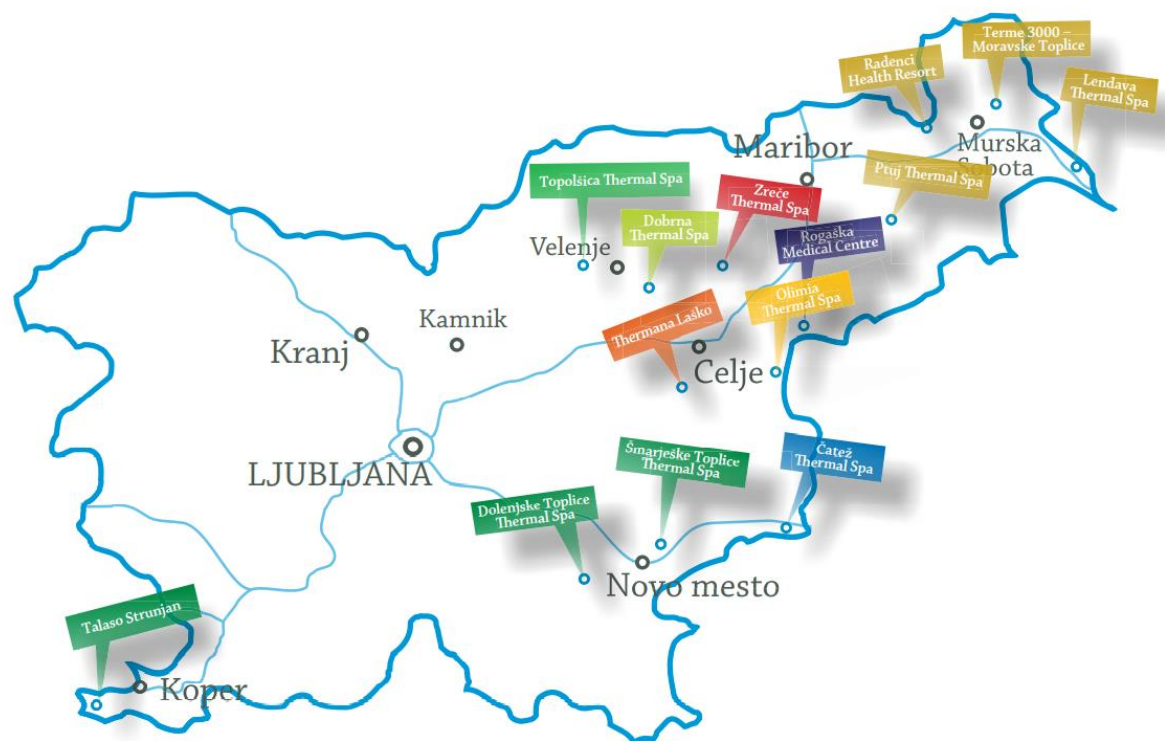 Terme 3000 –
Moravske Toplice
Radenci
Health Resort
Lendava
Thermal Spa
Maribor
Murska
Sobota
Topolšica Thermal Spa
Zreče
Thermal Spa
Ptuj Thermal Spa
Dobrna
Thermal Spa
Velenje
Rogaška
Medical Centre
Olimia
Thermal Spa
Kamnik
Thermana Laško
Kranj
Celje
LJUBLJANA
Šmarješke Toplice
Thermal Spa
Čatež
Thermal Spa
Dolenjske Toplice
Thermal Spa
Novo mesto
Talaso Strunjan
Koper